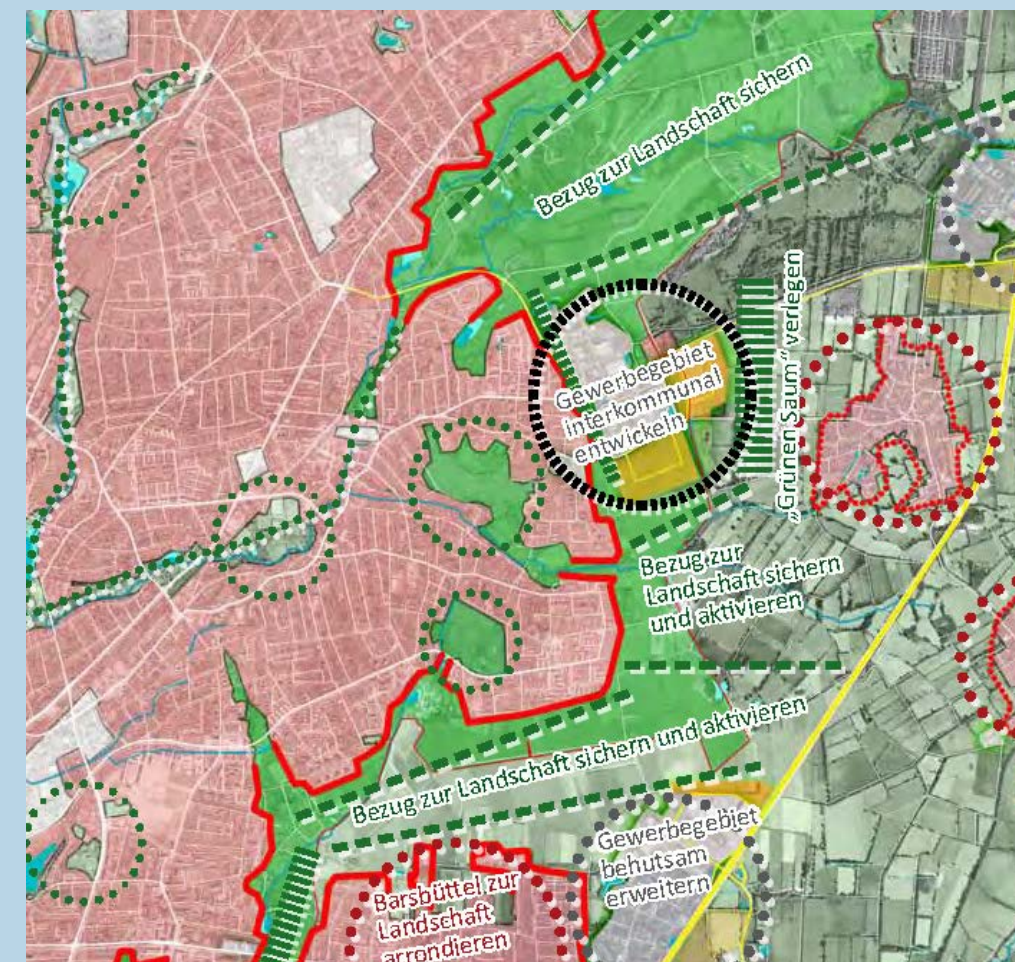 Bezug zur Landschaft sichern
„Grünen Saum“ verlegen
Gewerbegebiet
interkommunal
entwickeln
Bezug zur
Landschaft sichern
und aktivieren
Bezug zur Landschaft sichern und aktivieren
Gewerbegebiet
behutsam
erweitern
Barsbüttel zur
Landschaft
arrondieren